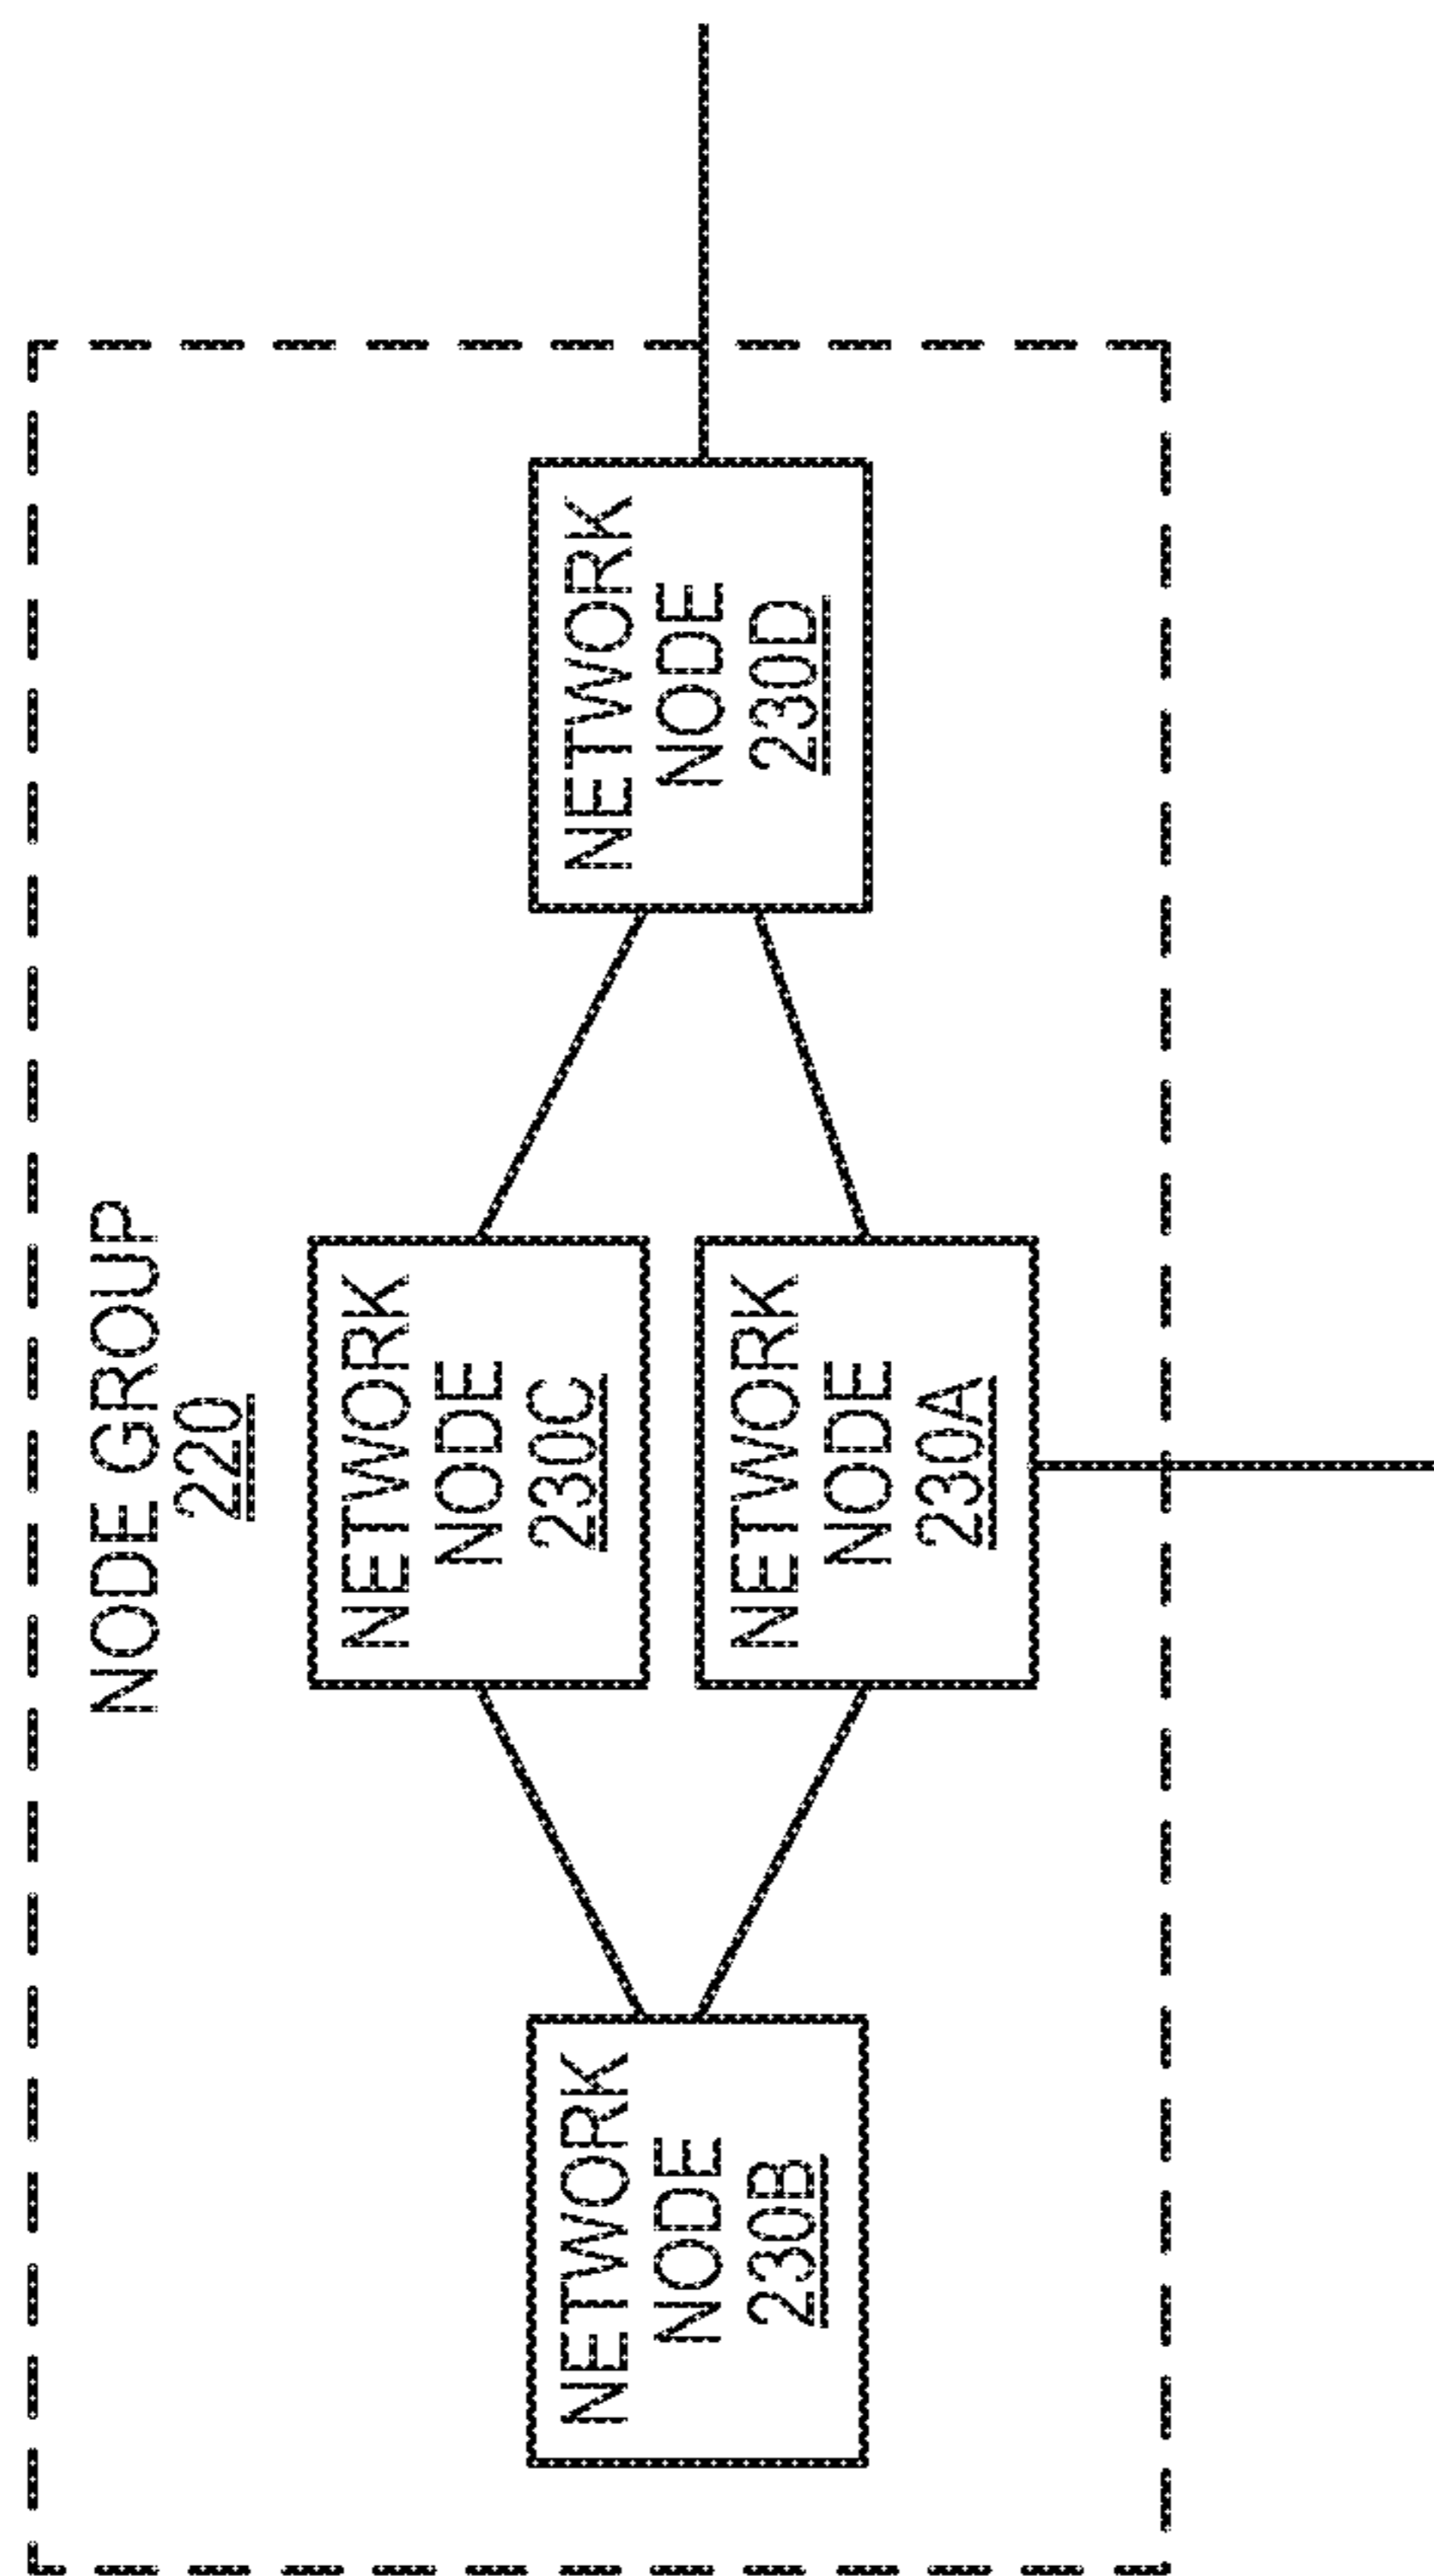 NODE GROUP
220
NETWORK
NODE
230C
NETWORK
NODE
230B
NETWORK
NODE
230D
NETWORK
NODE
230A